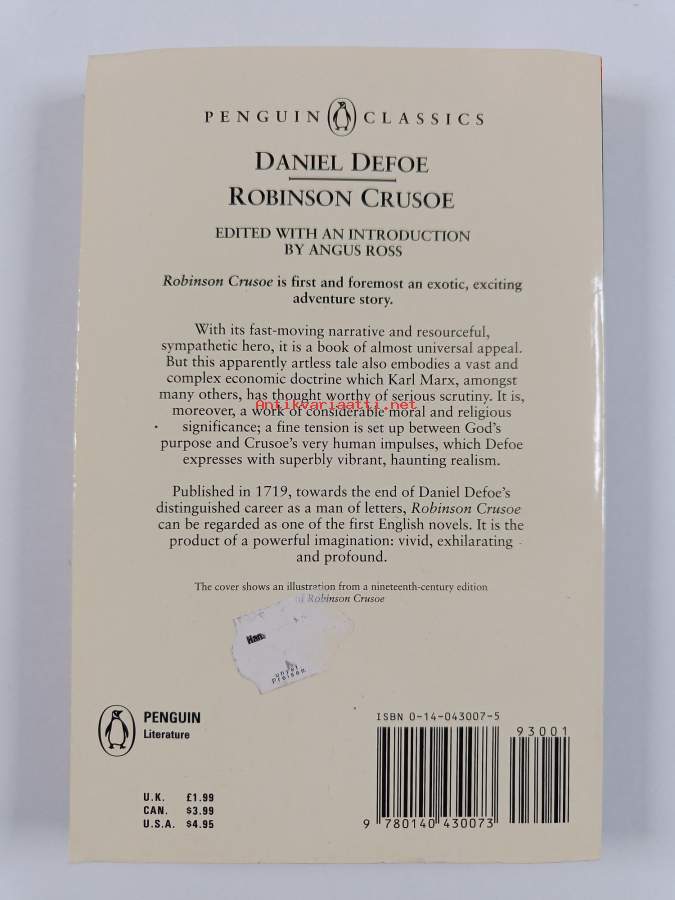 PENGUIN CLASSICS
DANIEL DEFOE
ROBINSON CRUSOE
EDITED WITH AN INTRODUCTION
BY ANGUS ROSS
Robinson Crusoe is first and foremost an exotic, exciting
adventure story.
With its fast-moving narrative and resourceful,
sympathetic hero, it is a book of almost universal appeal.
But this apparently artless tale also embodies a vast and
complex economic doctrine which Karl Marx, amongst
many others, has thought worthy of serious scrutiny. It is,
Antikvariaatti.net
moreover, a work of considerable moral and religious
significance; a fine tension is set up between God's
purpose and Crusoe's very human impulses, which Defoe
expresses with superbly vibrant, haunting realism.
Published in 1719, towards the end of Daniel Defoe's
distinguished career as a man of letters, Robinson Crusoe
can be regarded as one of the first English novels. It is the
product of a powerful imagination: vivid, exhilarating
and profound.
The cover shows an illustration from a nineteenth-century edition
Robinson Crusoe
PENGUIN
Literature
ISBN 0-14-043007-5
93001
U.K. £1.99
CAN. $3.99
U.S.A. $4.95
9 780140 430073